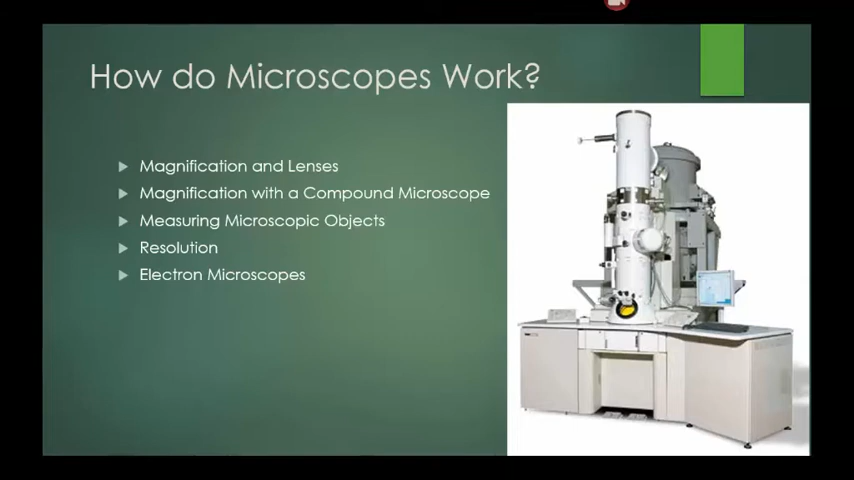 How do Microscopes Work?
Magnification and Lenses
Magnification with a Compound Microscope
Measuring Microscopic Objects
Resolution
Electron Microscopes